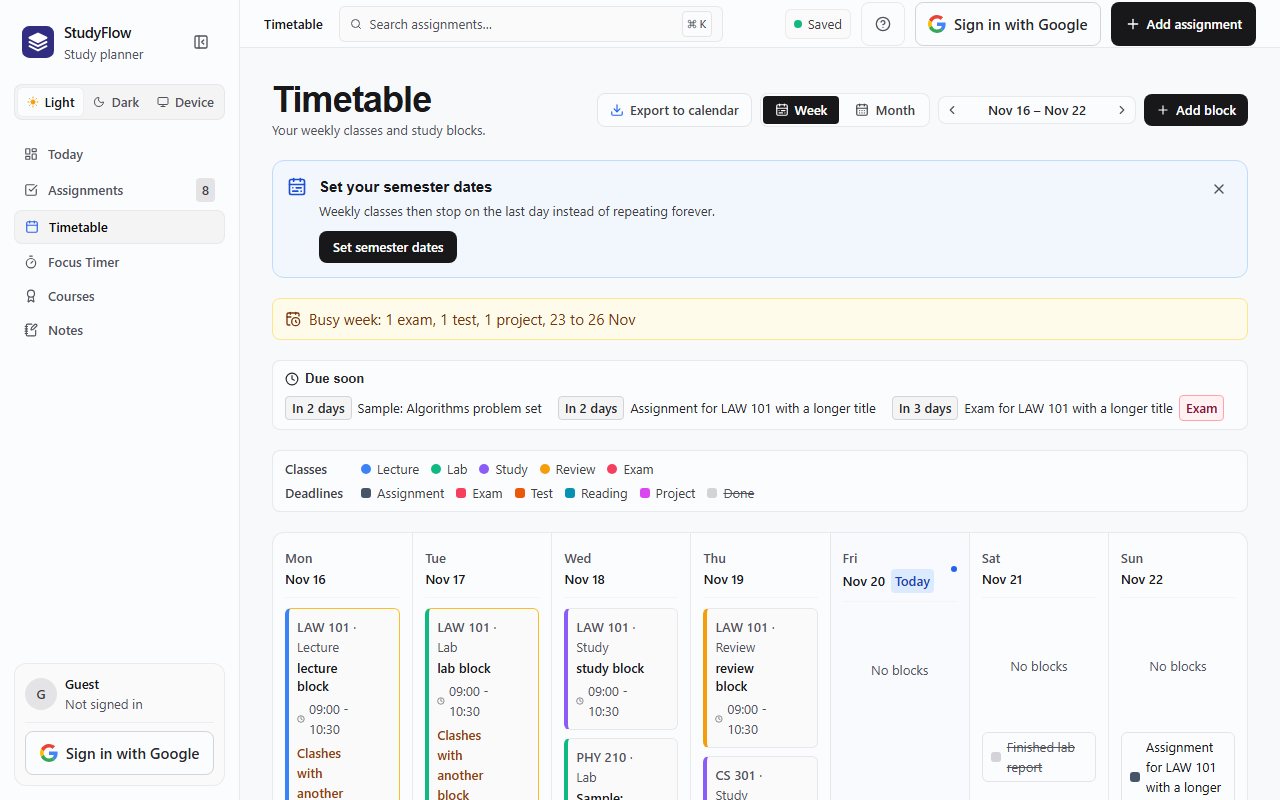 StudyFlow
Study planner
Light
Dark
Device
Today
Assignments
8
Timetable
Focus Timer
Courses
Notes
G
Guest
Not signed in
Sign in with Google
Timetable
Search assignments...
⌘ K
Saved
Sign in with Google
Add assignment
Timetable
Your weekly classes and study blocks.
Export to calendar
Week
Month
Nov 16 – Nov 22
Add block
Set your semester dates
Weekly classes then stop on the last day instead of repeating forever.
Set semester dates
Busy week: 1 exam, 1 test, 1 project, 23 to 26 Nov
Due soon
In 2 days Sample: Algorithms problem set
In 2 days Assignment for LAW 101 with a longer title
In 3 days Exam for LAW 101 with a longer title Exam
Classes Lecture Lab Study Review Exam
Deadlines Assignment Exam Test Reading Project Done
Mon
Nov 16
LAW 101 ·
Lecture
lecture
block
09:00 -
10:30
Clashes
with
another
Tue
Nov 17
LAW 101 ·
Lab
lab block
09:00 -
10:30
Clashes
with
another
block
Wed
Nov 18
LAW 101 ·
Study
study block
09:00 -
10:30
PHY 210 ·
Lab
Sample:
Thu
Nov 19
LAW 101 ·
Review
review
block
09:00 -
10:30
CS 301 ·
Study
Fri
Nov 20 Today
No blocks
Sat
Nov 21
No blocks
Finished lab
report
Sun
Nov 22
No blocks
Assignment
for LAW 101
with a longer